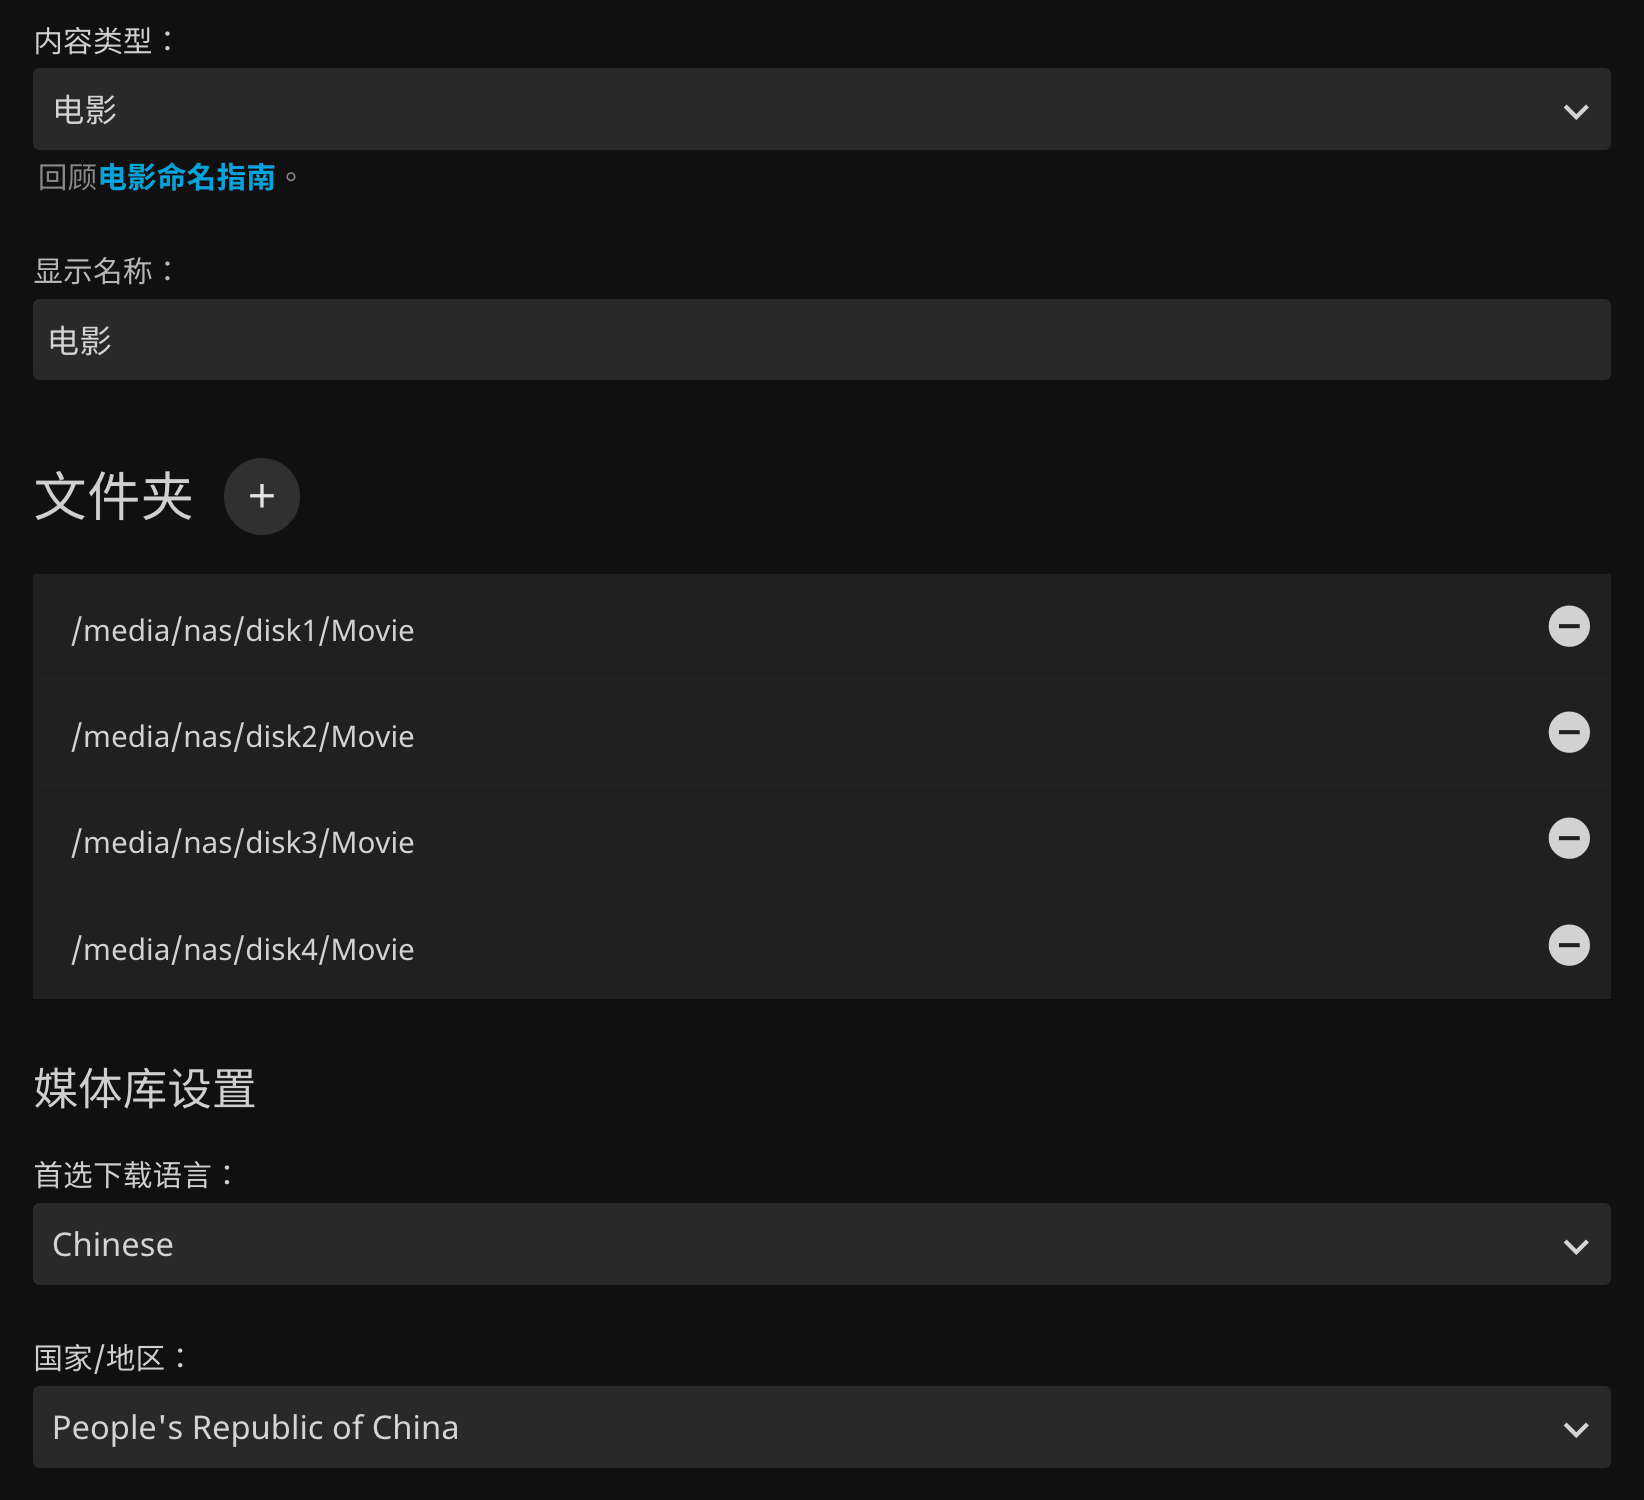 内容类型：
电影
回顾电影命名指南。
显示名称：
电影
文件夹
/media/nas/disk1/Movie
/media/nas/disk2/Movie
/media/nas/disk3/Movie
/media/nas/disk4/Movie
媒体库设置
首选下载语言：
Chinese
国家/地区：
People's Republic of China